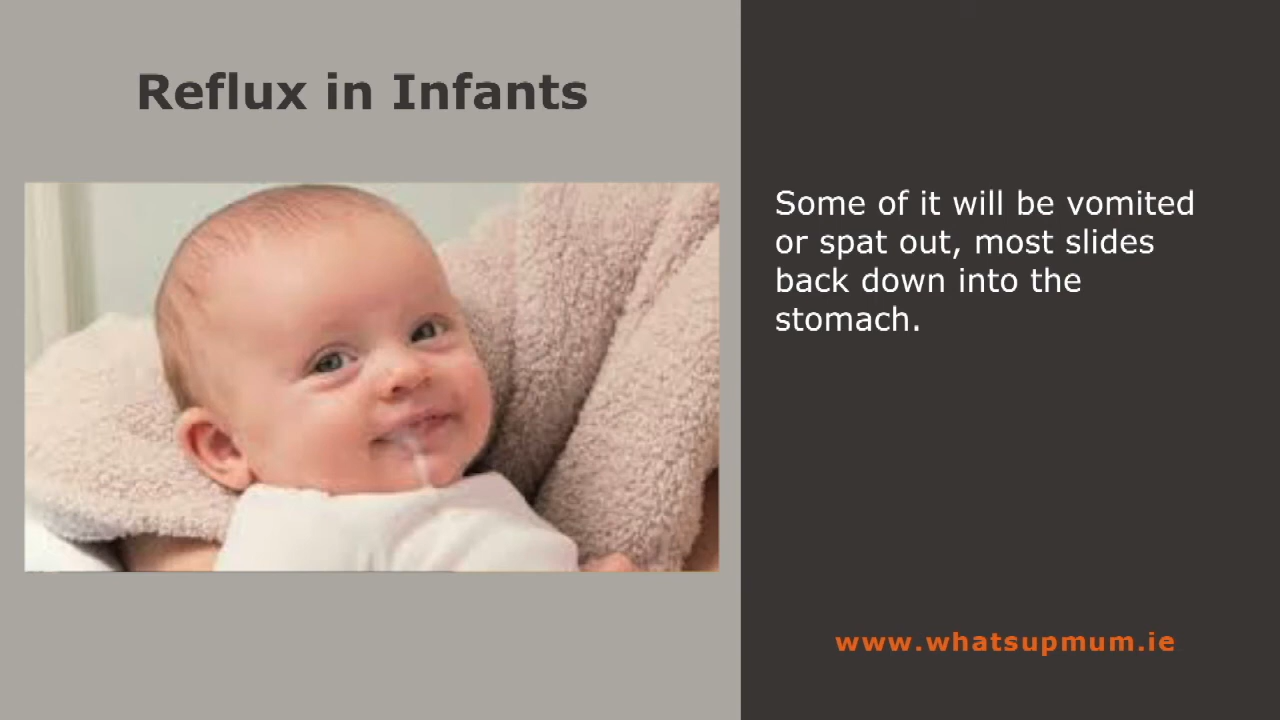 Reflux in Infants
Some of it will be vomited
or spat out, most slides
back down into the
stomach.
www.whatsupmum.ie